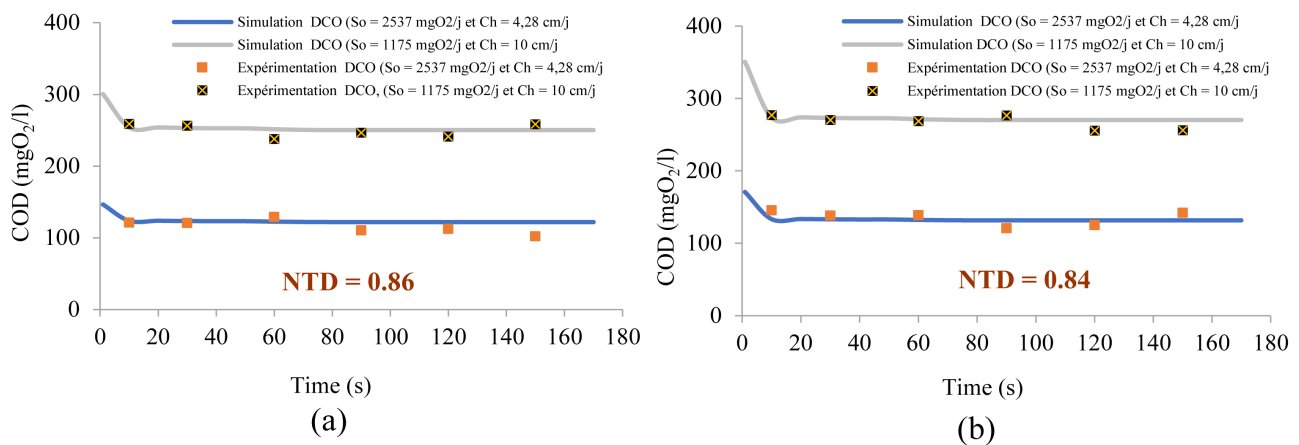 400
300
200
100
0
COD (mgO₂/l)
Simulation DCO (So = 2537 mgO2/j et Ch = 4,28 cm/j
Simulation DCO (So = 1175 mgO2/j et Ch = 10 cm/j
Expérimentation DCO (So = 2537 mgO2/j et Ch = 4,28 cm/j
Expérimentation DCO, (So = 1175 mgO2/j et Ch = 10 cm/j
NTD = 0.86
0 20 40 60 80 100 120 140 160 180
Time (s)
(a)
400
300
200
100
0
COD (mgO₂/l)
Simulation DCO (So = 2537 mgO2/j et Ch = 4,28 cm/j
Simulation DCO (So = 1175 mgO2/j et Ch = 10 cm/j
Expérimentation DCO (So = 2537 mgO2/j et Ch = 4,28 cm/j
Expérimentation DCO (So = 1175 mgO2/j et Ch = 10 cm/j
NTD = 0.84
0 20 40 60 80 100 120 140 160 180
Time (s)
(b)